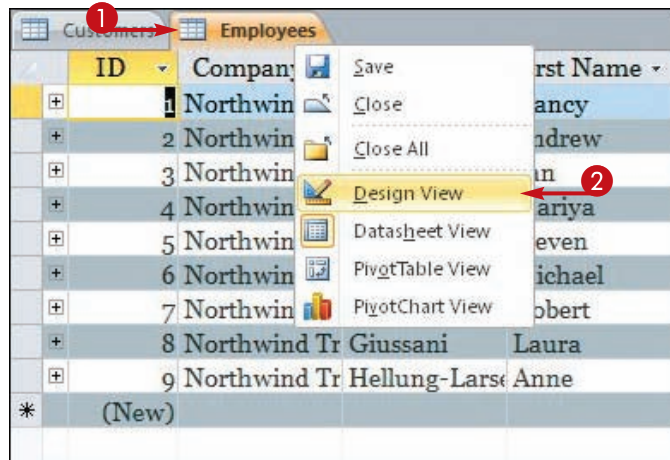 1
Customers Employees
ID Company rst Name
Save
1 Northwin ancy
Close
2 Northwin ndrew
Close All
3 Northwin an
2
Design View
4 Northwin ariya
Datasheet View
5 Northwin even
PivotTable View
6 Northwin ichael
PivotChart View
7 Northwin obert
8 Northwind Tr Giussani Laura
9 Northwind Tr Hellung-Larse Anne
* (New)